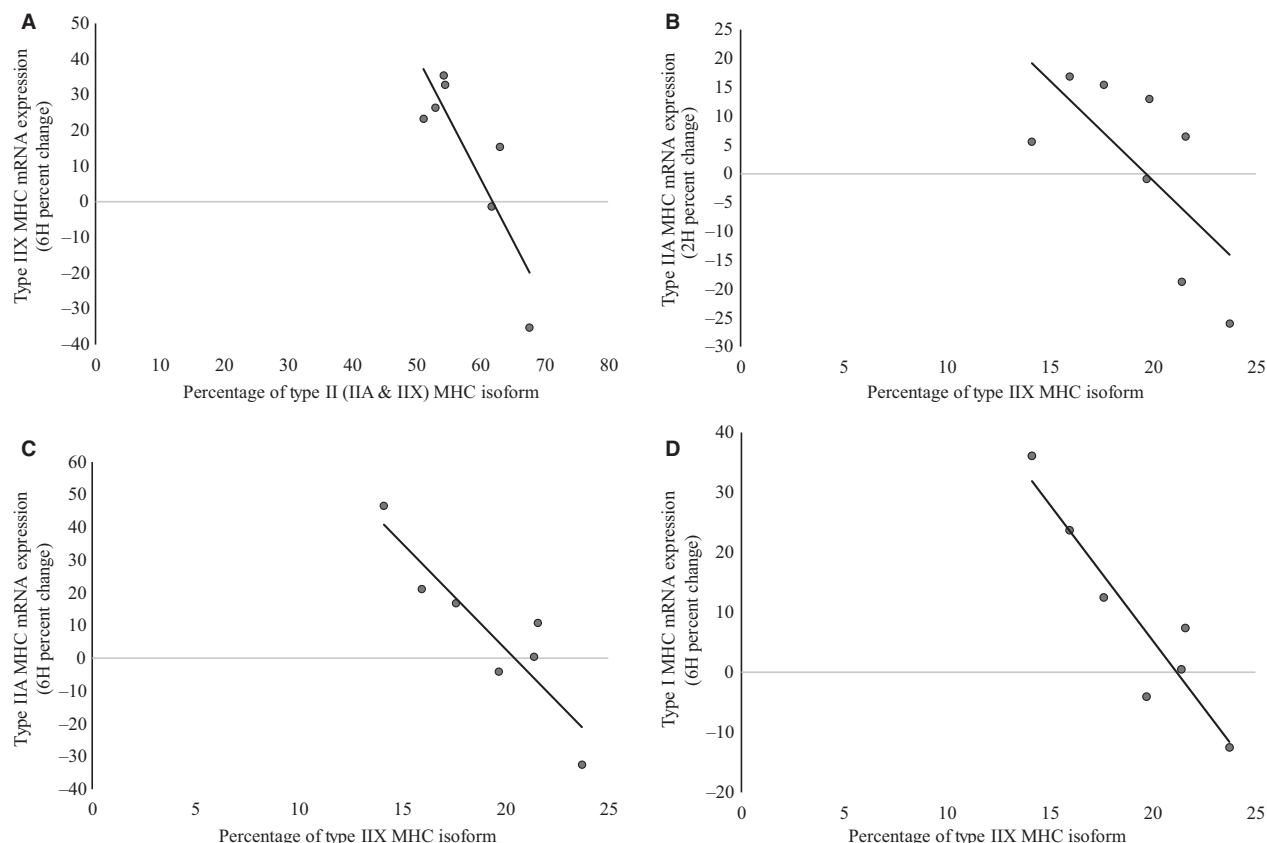 A
Type IIX MHC mRNA expression
(6H percent change)
50
40
30
20
10
0
–10
–20
–30
–40
0 10 20 30 40 50 60 70 80
Percentage of type II (IIA & IIX) MHC isoform
B
Type IIA MHC mRNA expression
(2H percent change)
25
20
15
10
5
0
–5
–10
–15
–20
–25
–30
0 5 10 15 20 25
Percentage of type IIX MHC isoform
C
Type IIA MHC mRNA expression
(6H percent change)
60
50
40
30
20
10
0
–10
–20
–30
–40
0 5 10 15 20 25
Percentage of type IIX MHC isoform
D
Type I MHC mRNA expression
(6H percent change)
40
30
20
10
0
–10
–20
0 5 10 15 20 25
Percentage of type IIX MHC isoform